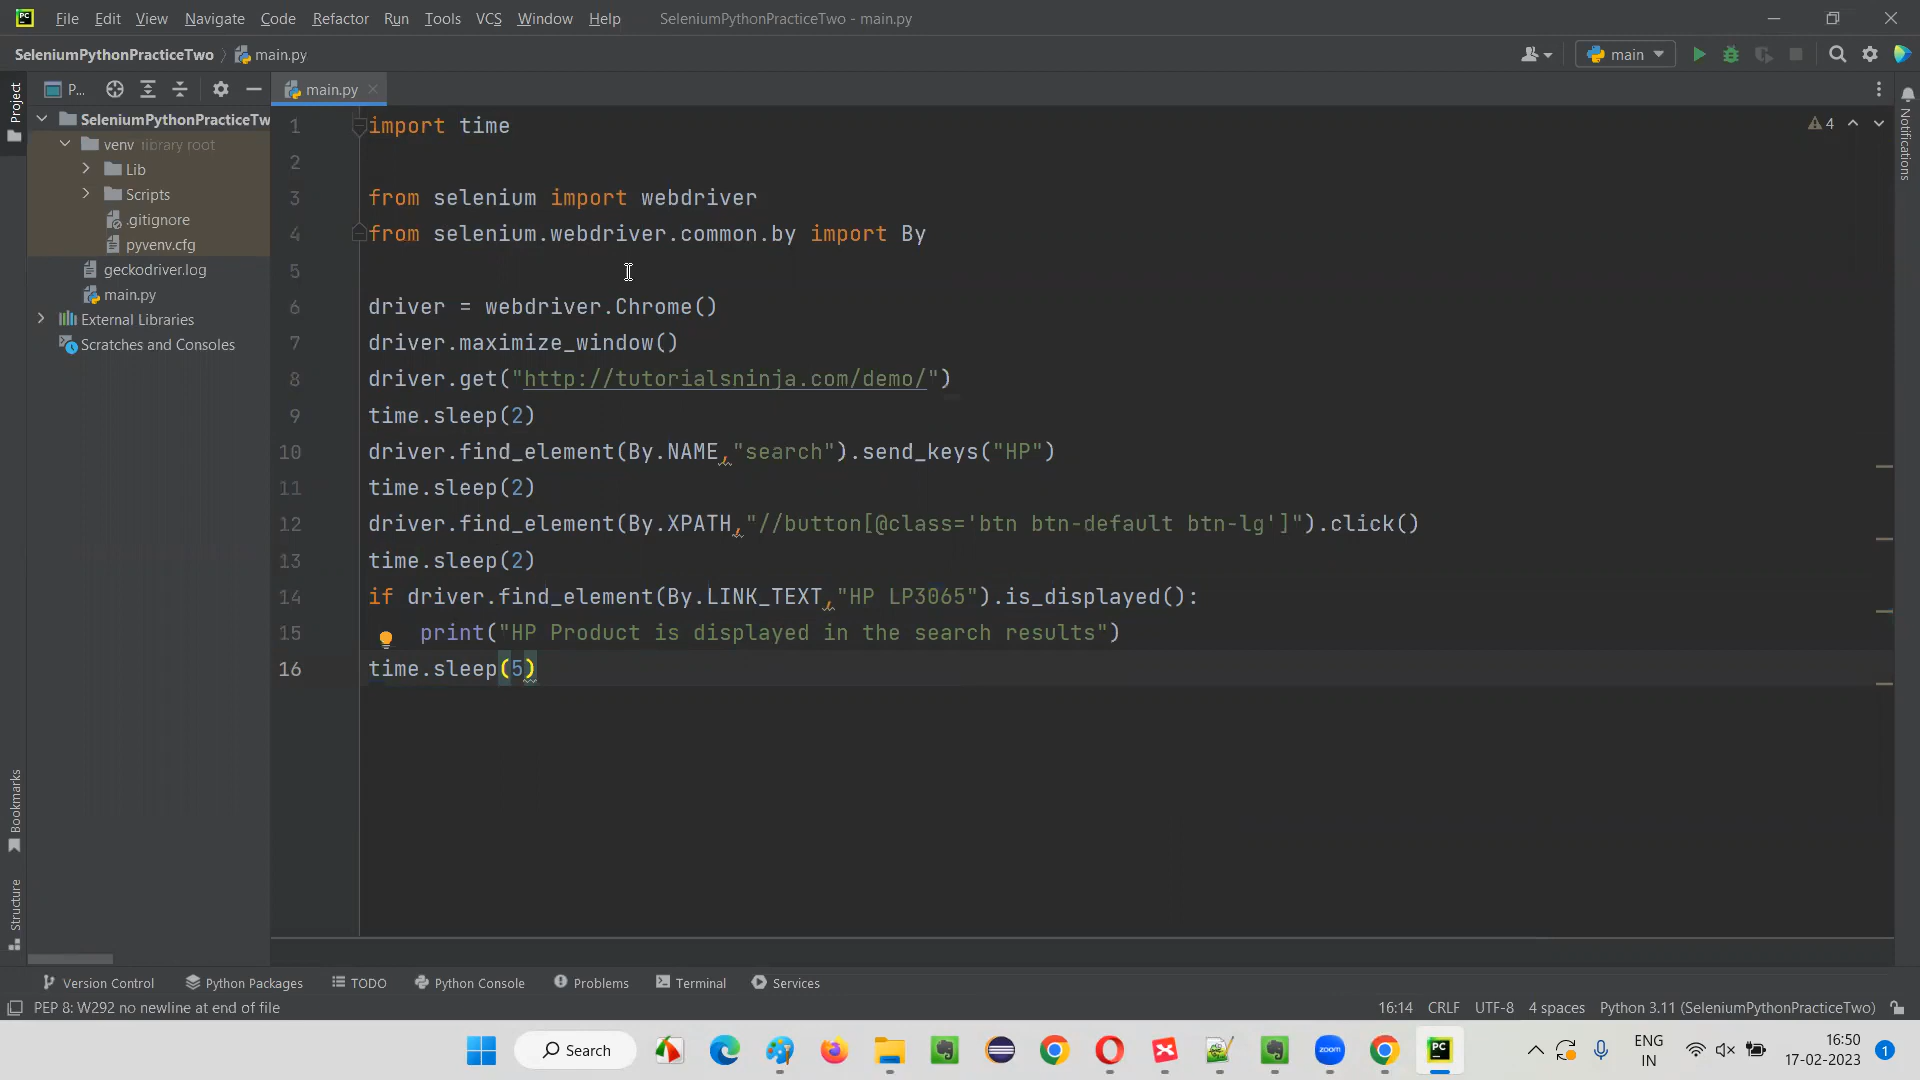 File Edit View Navigate Code Refactor Run Tools VCS Window Help SeleniumPythonPracticeTwo - main.py
SeleniumPythonPracticeTwo main.py main
Project
P...
main.py
SeleniumPythonPracticeTw
venv library root
Lib
Scripts
.gitignore
pyvenv.cfg
geckodriver.log
main.py
External Libraries
Scratches and Consoles
Bookmarks
Structure
4
Notifications
1 import time
2
3 from selenium import webdriver
4 from selenium.webdriver.common.by import By
5
6 driver = webdriver.Chrome()
7 driver.maximize_window()
8 driver.get("http://tutorialsninja.com/demo/")
9 time.sleep(2)
10 driver.find_element(By.NAME,"search").send_keys("HP")
11 time.sleep(2)
12 driver.find_element(By.XPATH,"//button[@class='btn btn-default btn-lg']").click()
13 time.sleep(2)
14 if driver.find_element(By.LINK_TEXT,"HP LP3065").is_displayed():
15 print("HP Product is displayed in the search results")
16 time.sleep(5)
Version Control Python Packages TODO Python Console Problems Terminal Services
PEP 8: W292 no newline at end of file 16:14 CRLF UTF-8 4 spaces Python 3.11 (SeleniumPythonPracticeTwo)
Search
zoom
PC
ENG
IN
16:50
17-02-2023
1